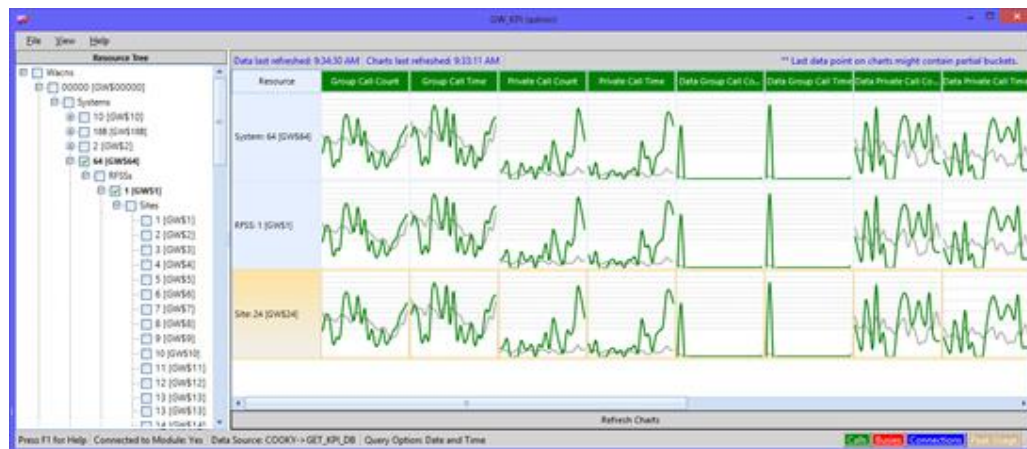 GW_KPI (admin)
File View Help
Resource Tree
Data last refreshed: 9:34:30 AM Charts last refreshed: 9:33:11 AM
** Last data point on charts might contain partial buckets.
Resource Group Call Count Group Call Time Private Call Count Private Call Time Data Group Call Co... Data Group Call Time Data Private Call Co... Data Private Call Tim
Wacns
00000 [GW$00000]
Systems
10 [GW$10]
188 [GW$188]
2 [GW$2]
64 [GW$64]
RFSSs
1 [GW$1]
Sites
1 [GW$1]
2 [GW$2]
3 [GW$3]
4 [GW$4]
5 [GW$5]
6 [GW$6]
7 [GW$7]
8 [GW$8]
9 [GW$9]
10 [GW$10]
11 [GW$11]
12 [GW$12]
13 [GW$13]
13 [GW$13]
14 [GW$14]
System: 64 [GW$64]
RFSS: 1 [GW$1]
Site: 24 [GW$24]
Refresh Charts
Press F1 for Help Connected to Module: Yes Data Source: COOKY->GET_KPI_DB Query Option: Date and Time
Calls Busies Connections Peak Usage